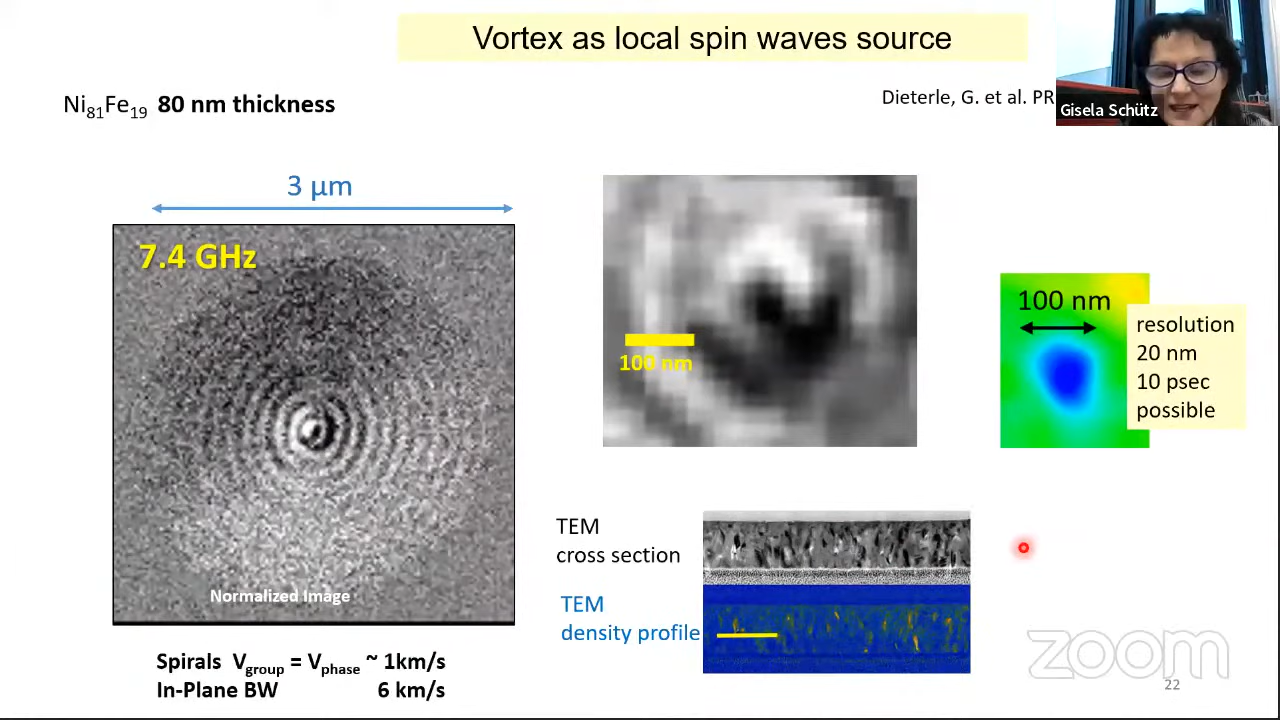 Vortex as local spin waves source
Ni81Fe19 80 nm thickness
Dieterle, G. et al. PR
Gisela Schütz
3 µm
7.4 GHz
Normalized Image
100 nm
100 nm
resolution
20 nm
10 psec
possible
TEM
cross section
TEM
density profile
Spirals Vgroup = Vphase ~ 1km/s
In-Plane BW 6 km/s
zoom
22